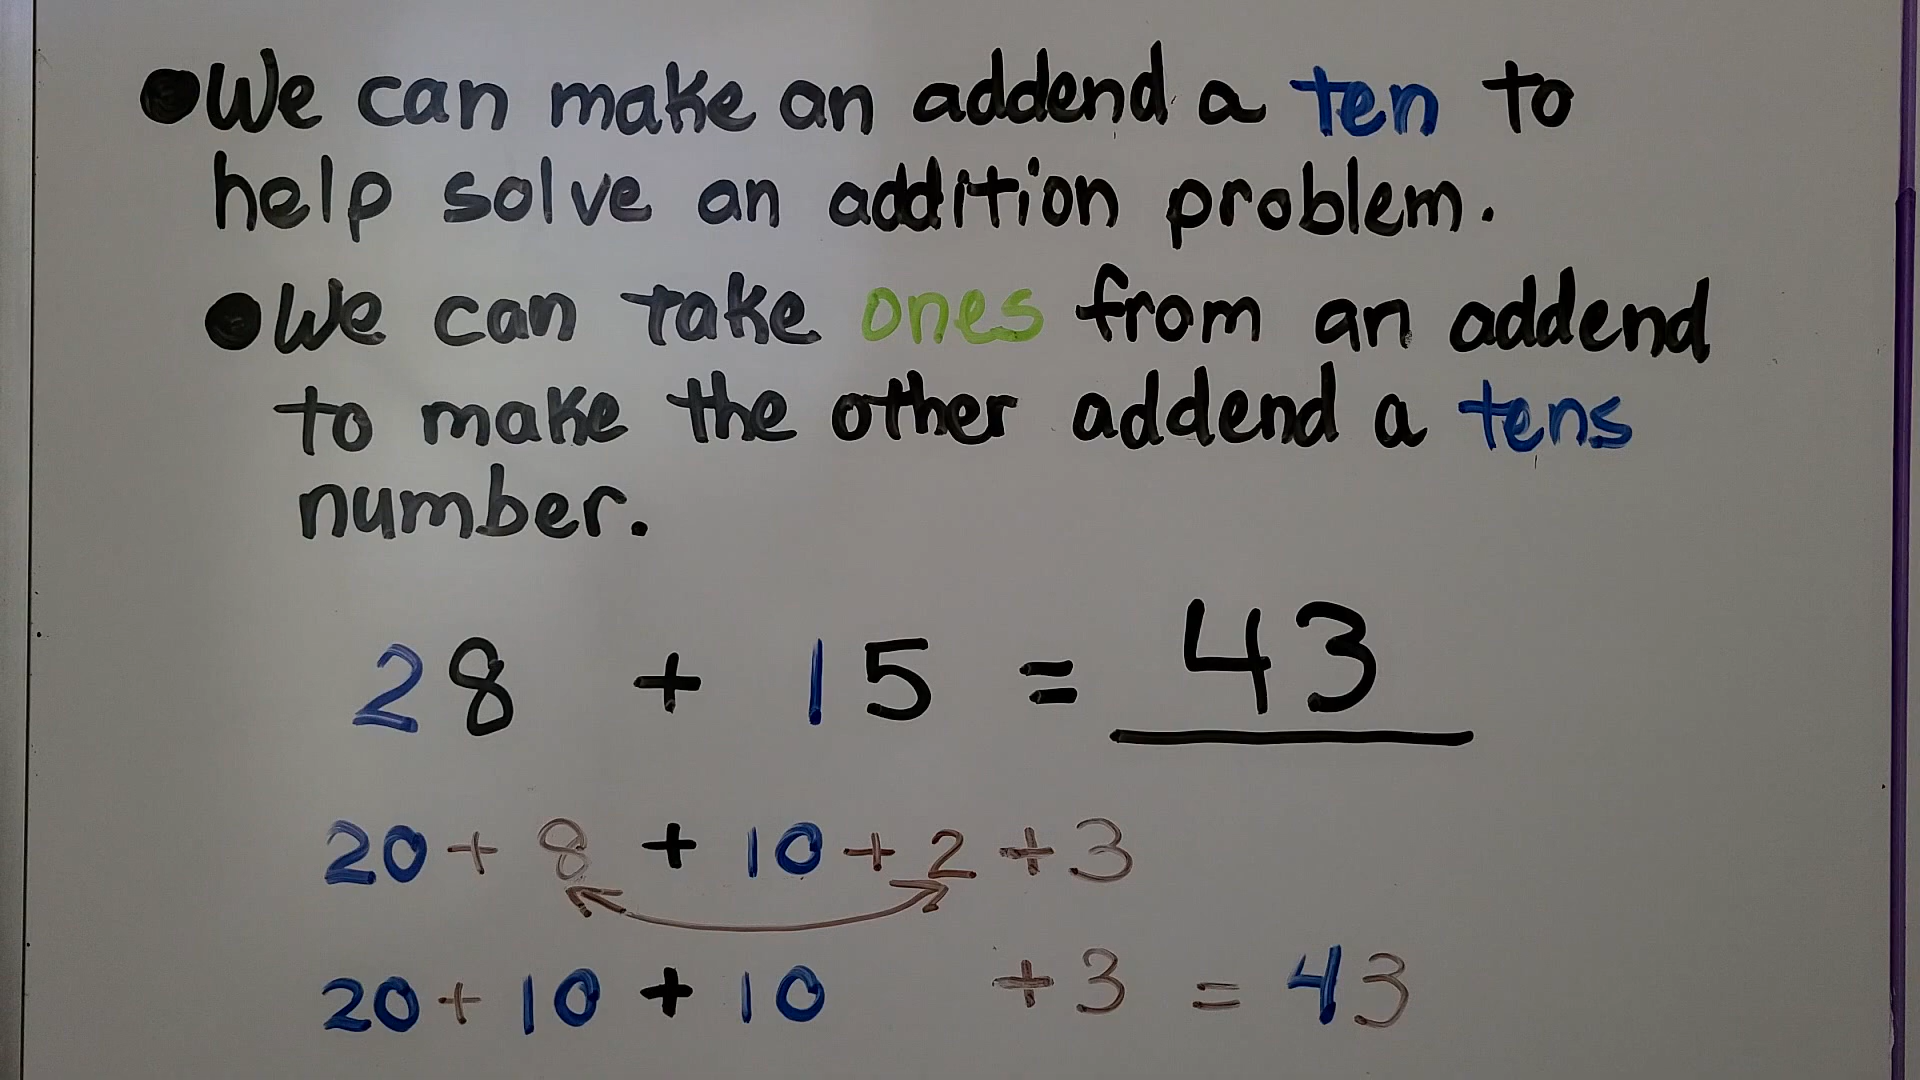 ●We can make an addend a ten to
help solve an addition problem.
●We can take ones from an addend
to make the other addend a tens
number.
28 + 15 = 43
20 + 8 + 10 + 2 + 3
20 + 10 + 10 + 3 = 43